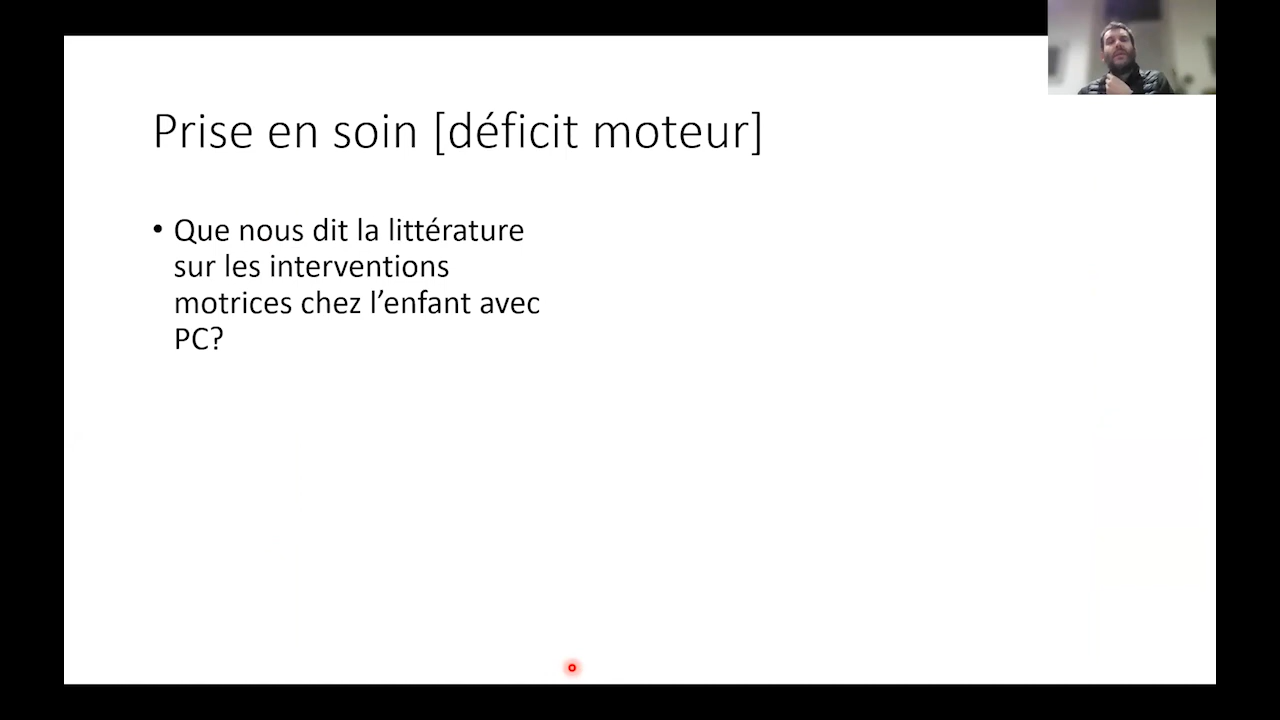 Prise en soin [déficit moteur]
• Que nous dit la littérature
sur les interventions
motrices chez l’enfant avec
PC?